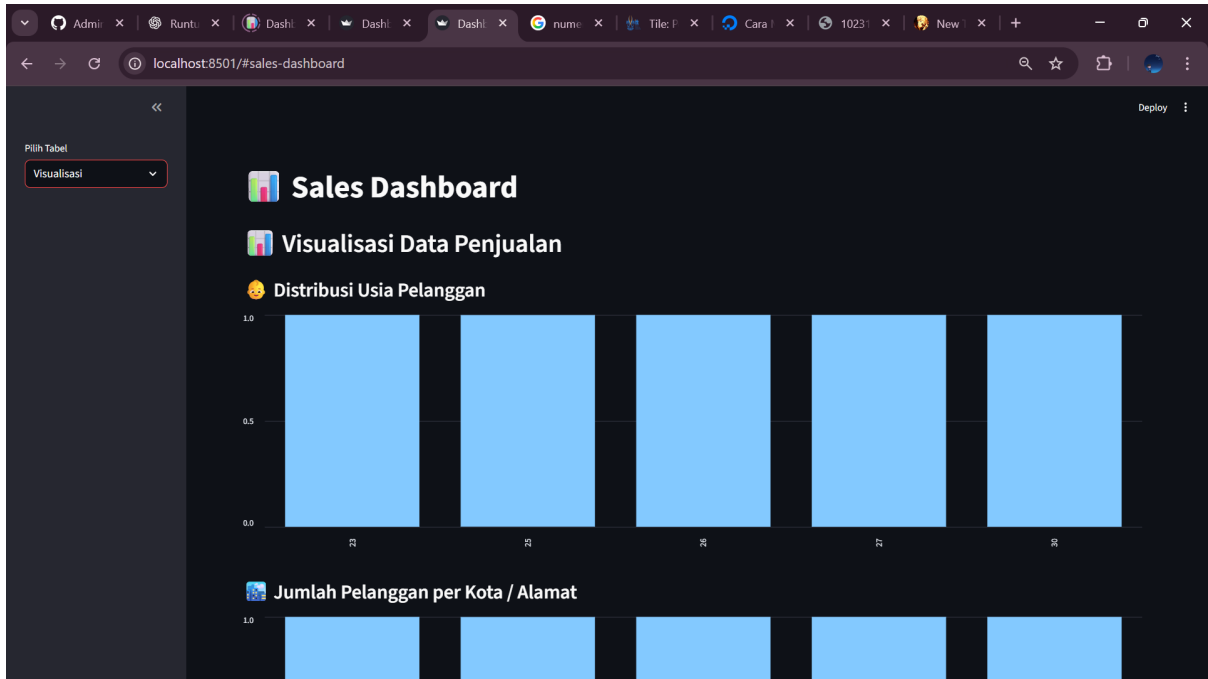 Admir
Runtu
Dashb
Dashb
Dashb
nume
Tile: P
Cara
10231
New
localhost:8501/#sales-dashboard
Deploy
Pilih Tabel
Visualisasi
Sales Dashboard
Visualisasi Data Penjualan
Distribusi Usia Pelanggan
1.0
0.5
0.0
23 25 26 27 30
Jumlah Pelanggan per Kota / Alamat
1.0